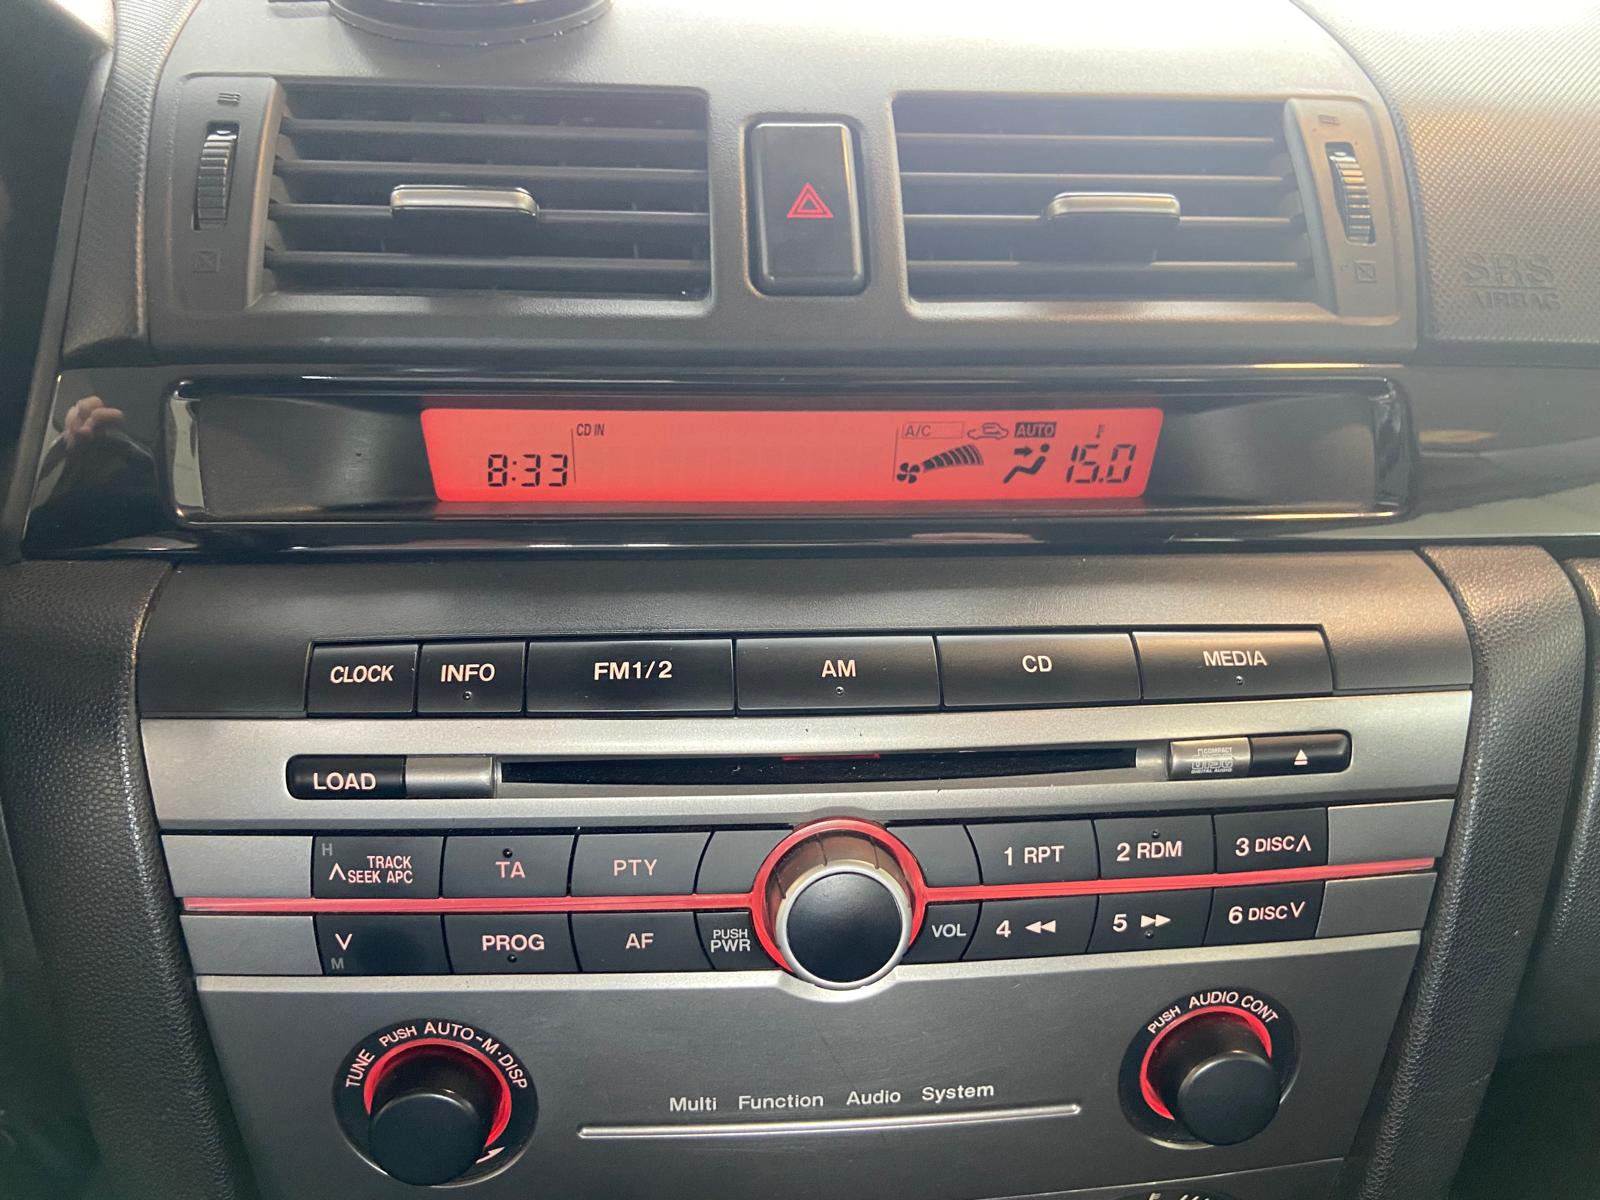 SRS
AIRBAG
CD IN
A/C
AUTO
F
8:33
15.0
CLOCK
INFO
FM1/2
AM
CD
MEDIA
LOAD
COMPACT
disc
DIGITAL AUDIO
H
TRACK
SEEK APC
TA
PTY
1 RPT
2 RDM
3 DISC
M
PROG
AF
PUSH
PWR
VOL
4
5
6 DISC
TUNE PUSH AUTO-M·DISP
PUSH AUDIO CONT
Multi Function Audio System